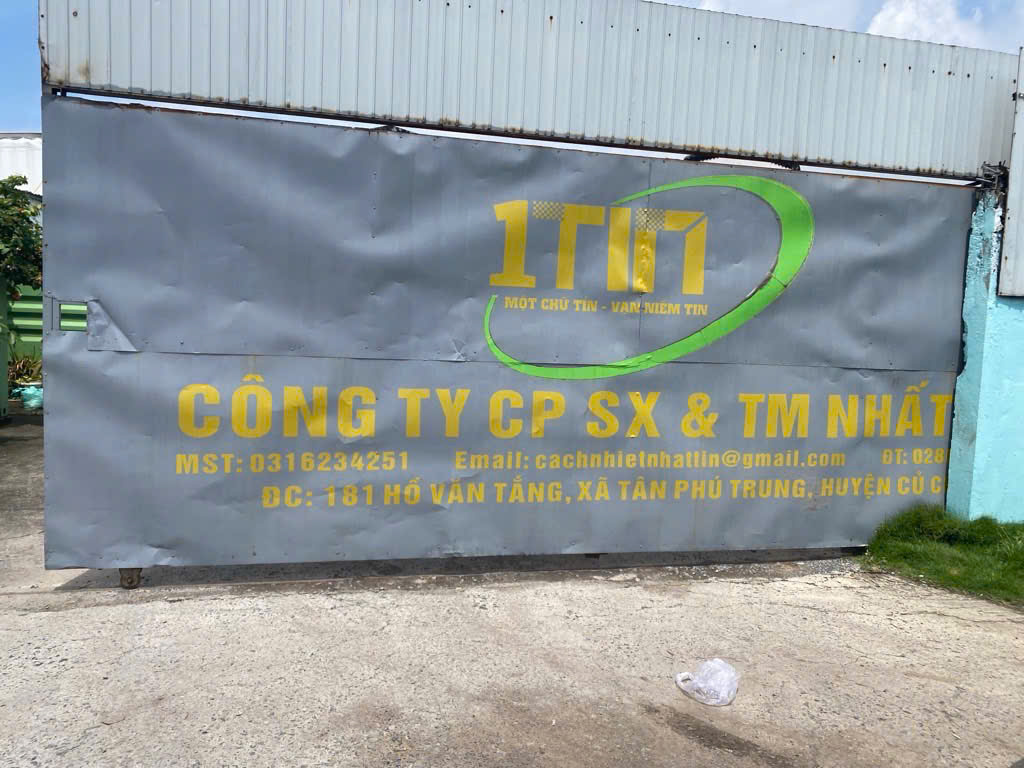 1TIN
MỘT CHỮ TÍN - VẠN NIỀM TIN
CÔNG TY CP SX & TM NHẤT
MST: 0316234251 Email: cachnhietnhattin@gmail.com ĐT: 028
ĐC: 181 HỒ VĂN TẮNG, XÃ TÂN PHÚ TRUNG, HUYỆN CỦ C